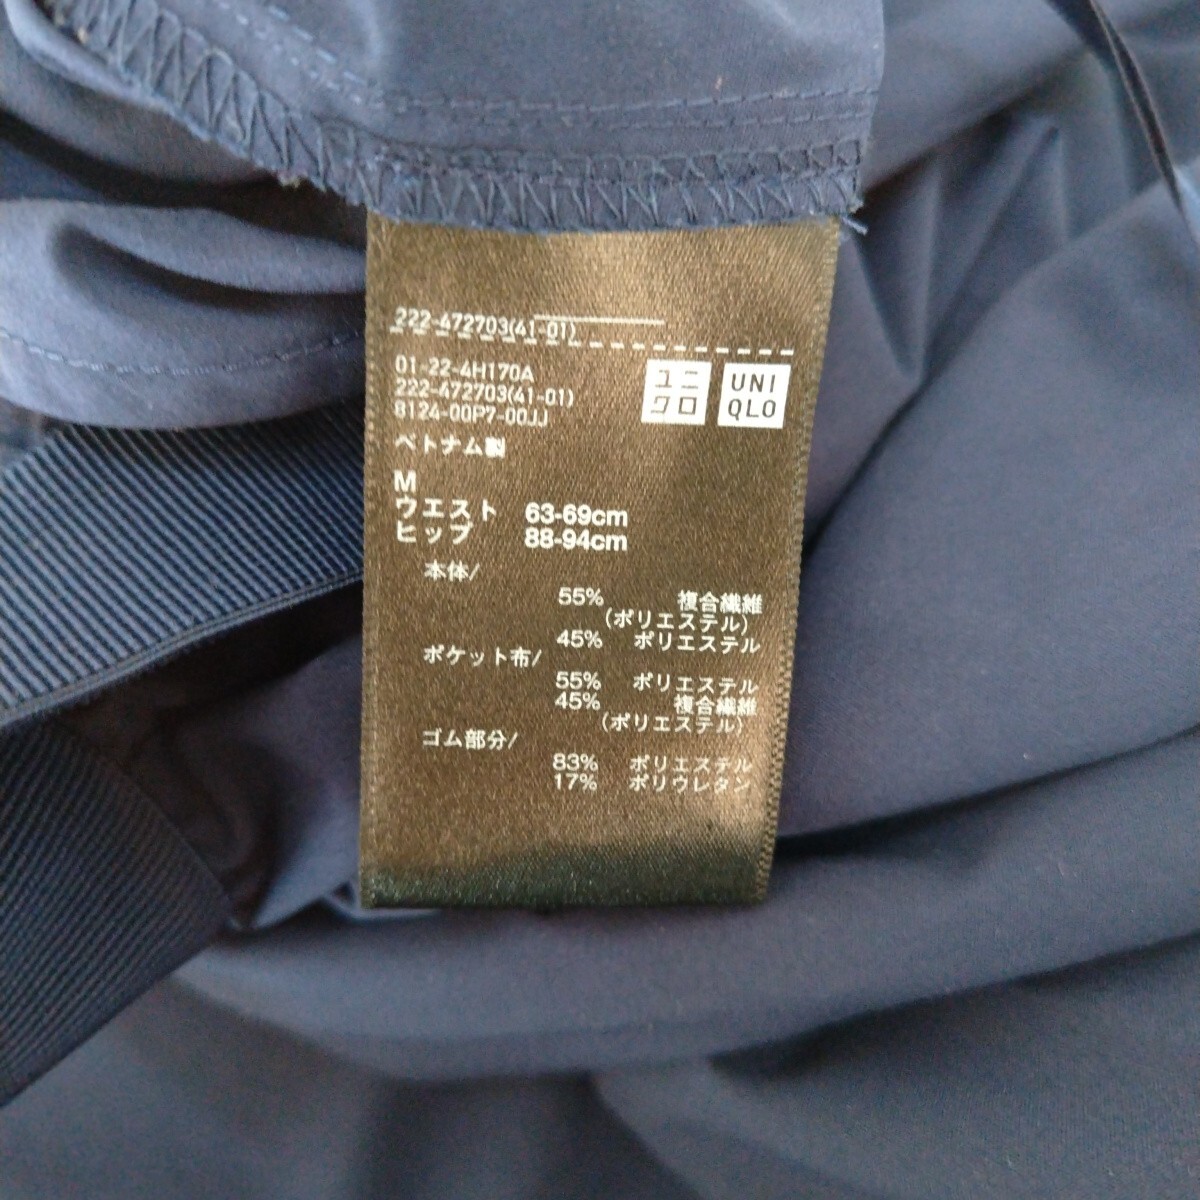 222-472703(41-01)
01-22-4H170A
222-472703(41-01)
8124-00P7-00JJ
ユニ
クロ
UNI
QLO
ベトナム製
M
ウエスト 63-69cm
ヒップ 88-94cm
本体/
55% 複合繊維
(ポリエステル)
45% ポリエステル
ポケット布/
55% ポリエステル
45% 複合繊維
(ポリエステル)
ゴム部分/
83% ポリエステル
17% ポリウレタン